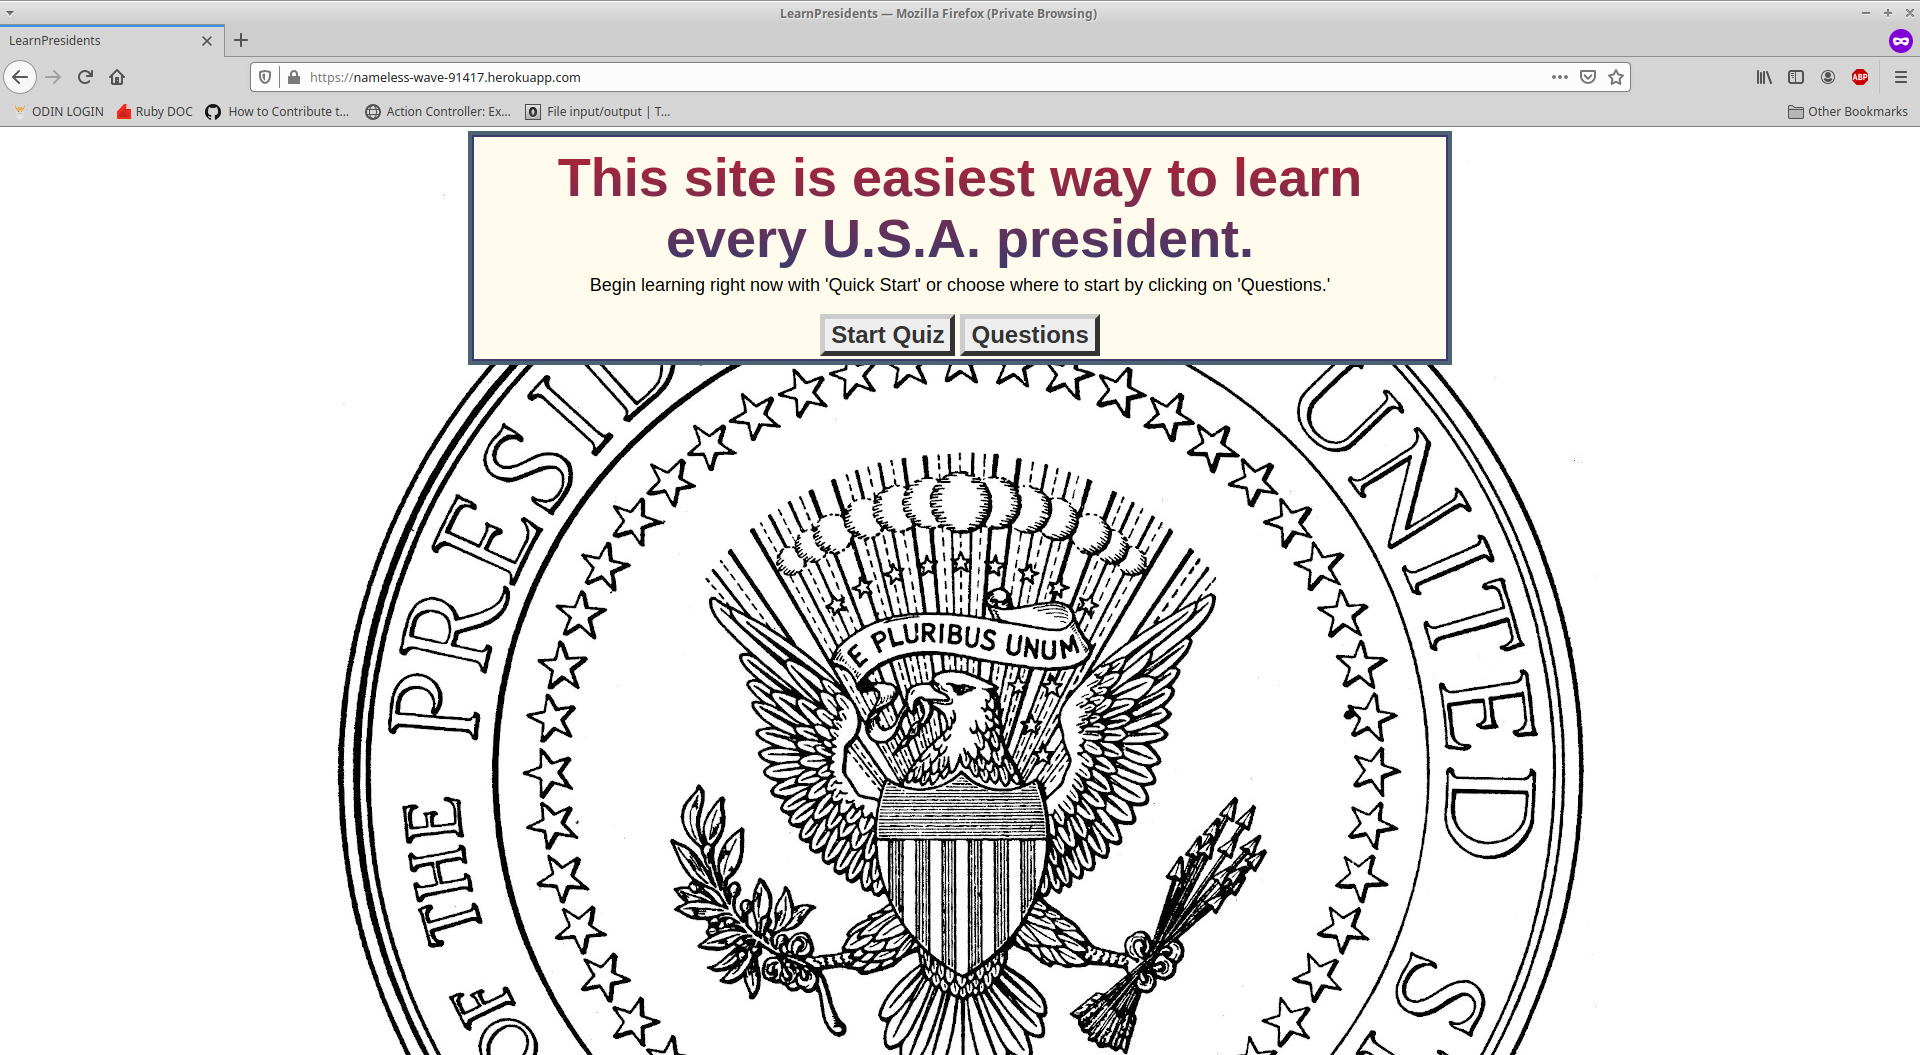 LearnPresidents — Mozilla Firefox (Private Browsing)
LearnPresidents
https://nameless-wave-91417.herokuapp.com
ABP
ODIN LOGIN Ruby DOC How to Contribute t... Action Controller: Ex... File input/output | T... Other Bookmarks
This site is easiest way to learn
every U.S.A. president.
Begin learning right now with 'Quick Start' or choose where to start by clicking on 'Questions.'
Start Quiz Questions
OF THE PRESID UNITED S
E PLURIBUS UNUM